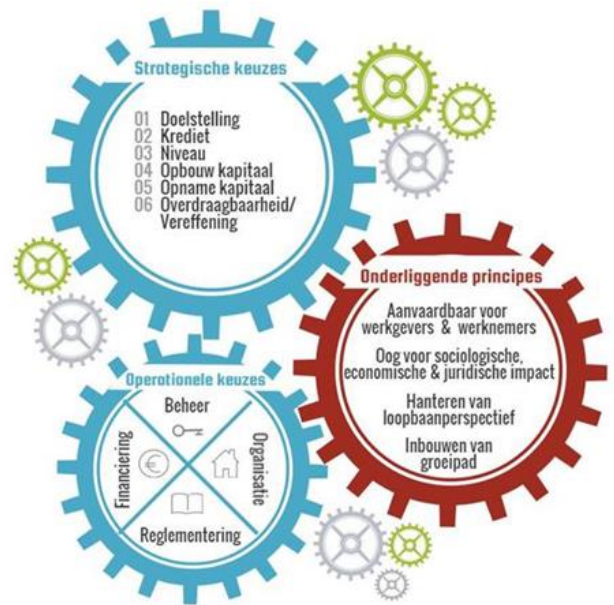 Strategische keuzes
01 Doelstelling
02 Krediet
03 Niveau
04 Opbouw kapitaal
05 Opname kapitaal
06 Overdraagbaarheid/
Vereffening
Onderliggende principes
Aanvaardbaar voor
werkgevers & werknemers
Oog voor sociologische,
economische & juridische impact
Hanteren van
loopbaanperspectief
Inbouwen van
groeipad
Operationele keuzes
Beheer
Financiering
€
Organisatie
Reglementering